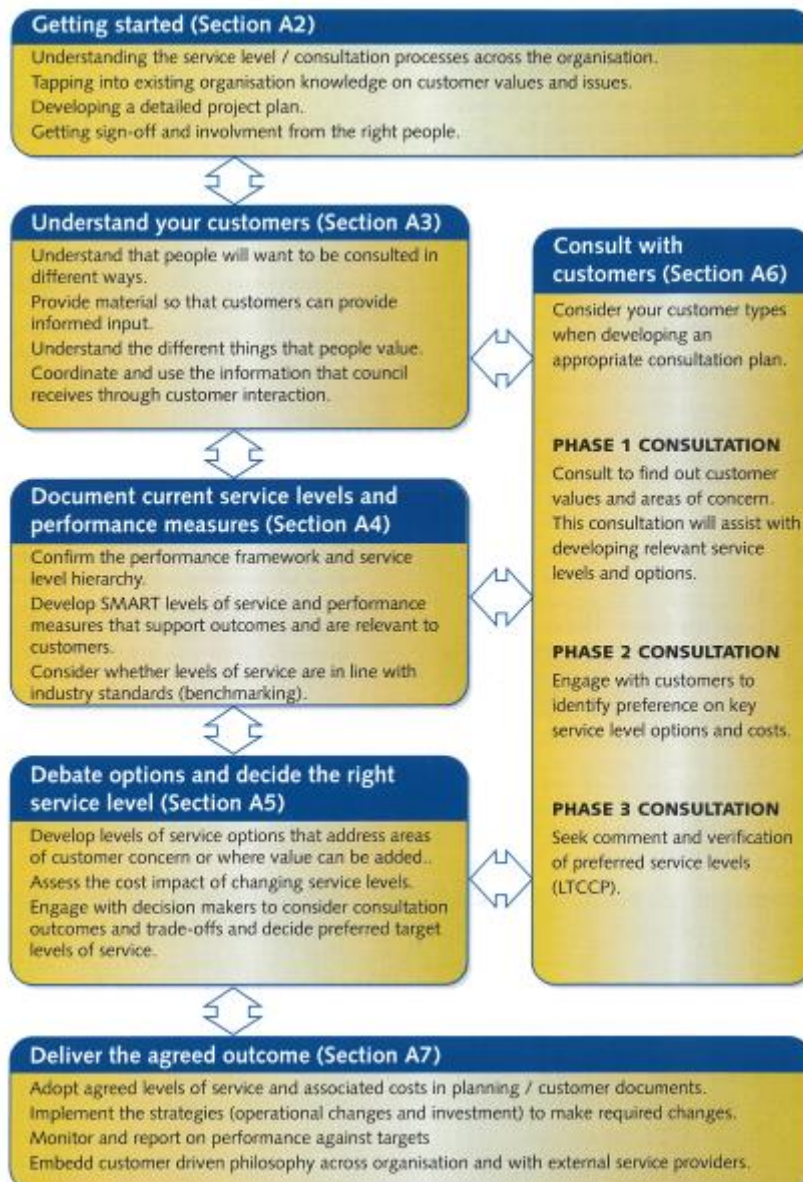 Getting started (Section A2)
Understanding the service level / consultation processes across the organisation.
Tapping into existing organisation knowledge on customer values and issues.
Developing a detailed project plan.
Getting sign-off and involvment from the right people.
Understand your customers (Section A3)
Understand that people will want to be consulted in
different ways.
Provide material so that customers can provide
informed input.
Understand the different things that people value.
Coordinate and use the information that council
receives through customer interaction.
Document current service levels and
performance measures (Section A4)
Confirm the performance framework and service
level hierarchy.
Develop SMART levels of service and performance
measures that support outcomes and are relevant to
customers.
Consider whether levels of service are in line with
industry standards (benchmarking).
Debate options and decide the right
service level (Section A5)
Develop levels of service options that address areas
of customer concern or where value can be added..
Assess the cost impact of changing service levels.
Engage with decision makers to consider consultation
outcomes and trade-offs and decide preferred target
levels of service.
Consult with
customers (Section A6)
Consider your customer types
when developing an
appropriate consultation plan.
PHASE 1 CONSULTATION
Consult to find out customer
values and areas of concern.
This consultation will assist with
developing relevant service
levels and options.
PHASE 2 CONSULTATION
Engage with customers to
identify preference on key
service level options and costs.
PHASE 3 CONSULTATION
Seek comment and verification
of preferred service levels
(LTCCP).
Deliver the agreed outcome (Section A7)
Adopt agreed levels of service and associated costs in planning / customer documents.
Implement the strategies (operational changes and investment) to make required changes.
Monitor and report on performance against targets
Embedd customer driven philosophy across organisation and with external service providers.